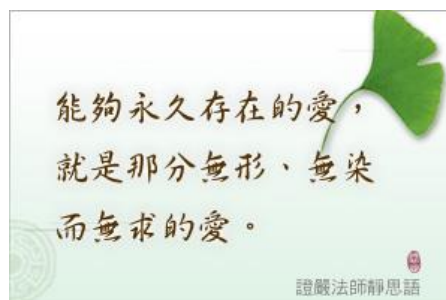 能夠永久存在的愛，
就是那分無形、無染
而無求的愛。
證嚴法師靜思語